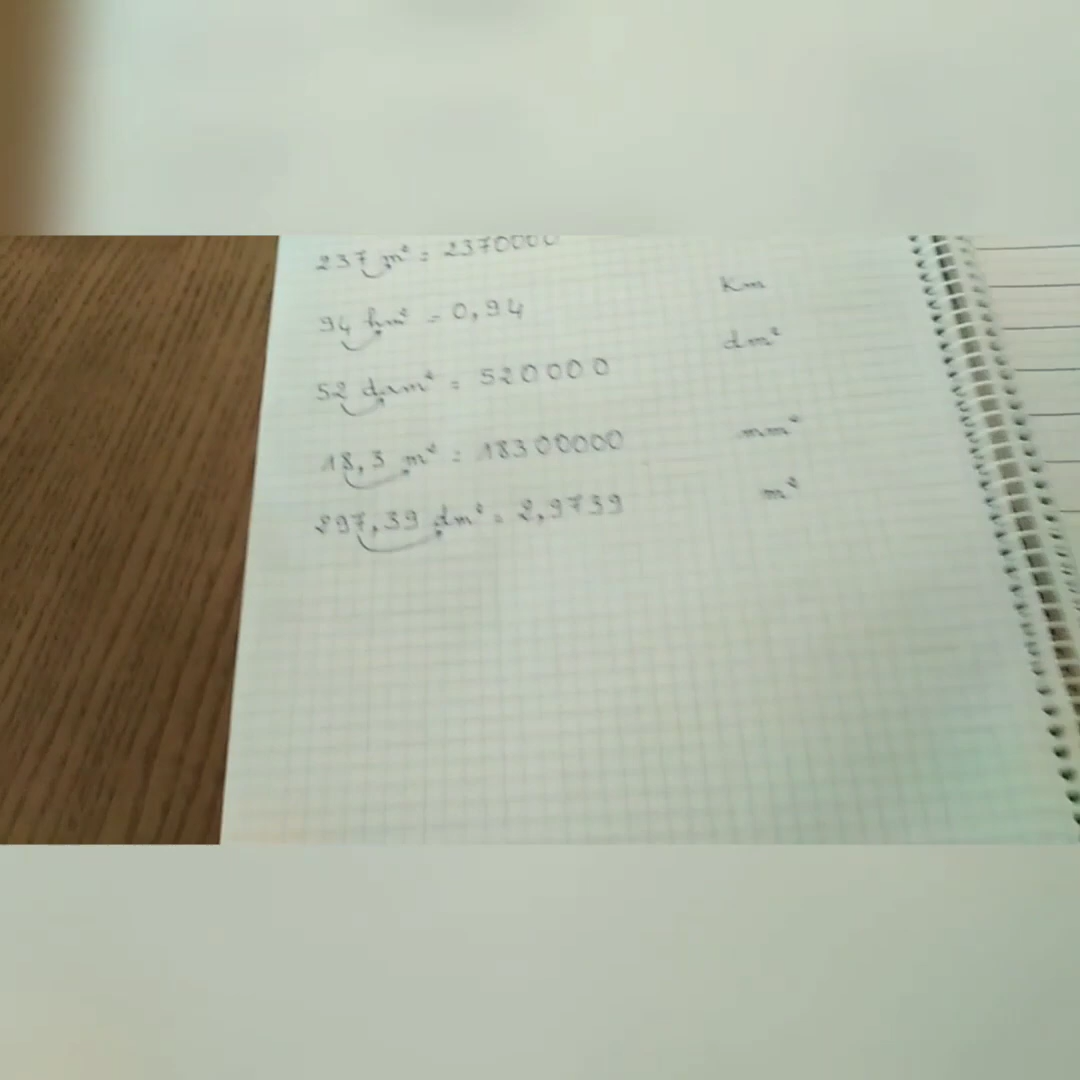 237 m² = 2370000
94 hm² = 0,94 Km
52 dam² = 520000 dm²
18,3 m² = 18300000 mm²
297,39 dm² = 2,9739 m²